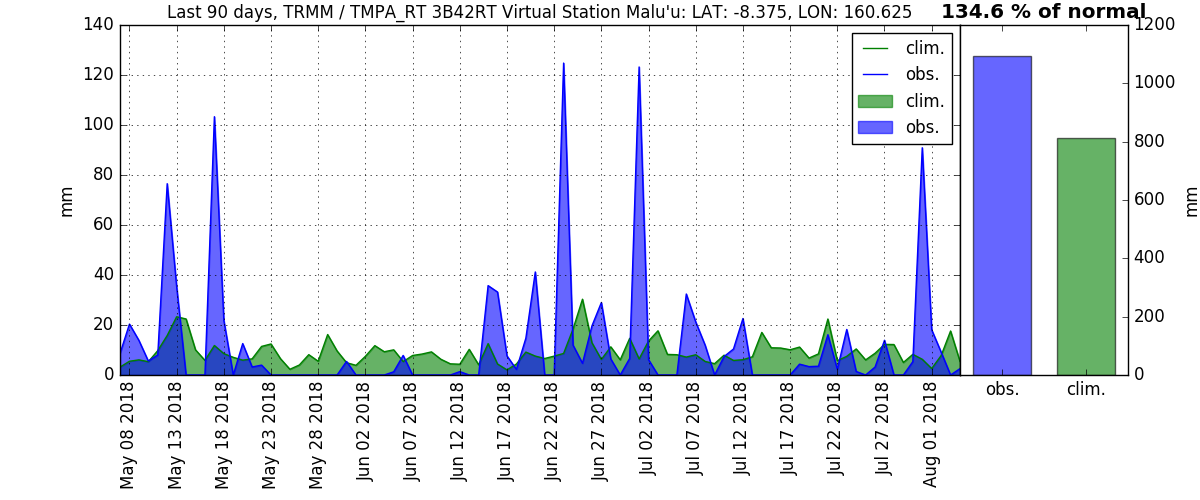 Last 90 days, TRMM / TMPA_RT 3B42RT Virtual Station Malu'u: LAT: -8.375, LON: 160.625
134.6 % of normal
140
120
100
80
60
40
20
0
mm
clim.
obs.
clim.
obs.
1200
1000
800
600
400
200
0
mm
May 08 2018
May 13 2018
May 18 2018
May 23 2018
May 28 2018
Jun 02 2018
Jun 07 2018
Jun 12 2018
Jun 17 2018
Jun 22 2018
Jun 27 2018
Jul 02 2018
Jul 07 2018
Jul 12 2018
Jul 17 2018
Jul 22 2018
Jul 27 2018
Aug 01 2018
obs.
clim.